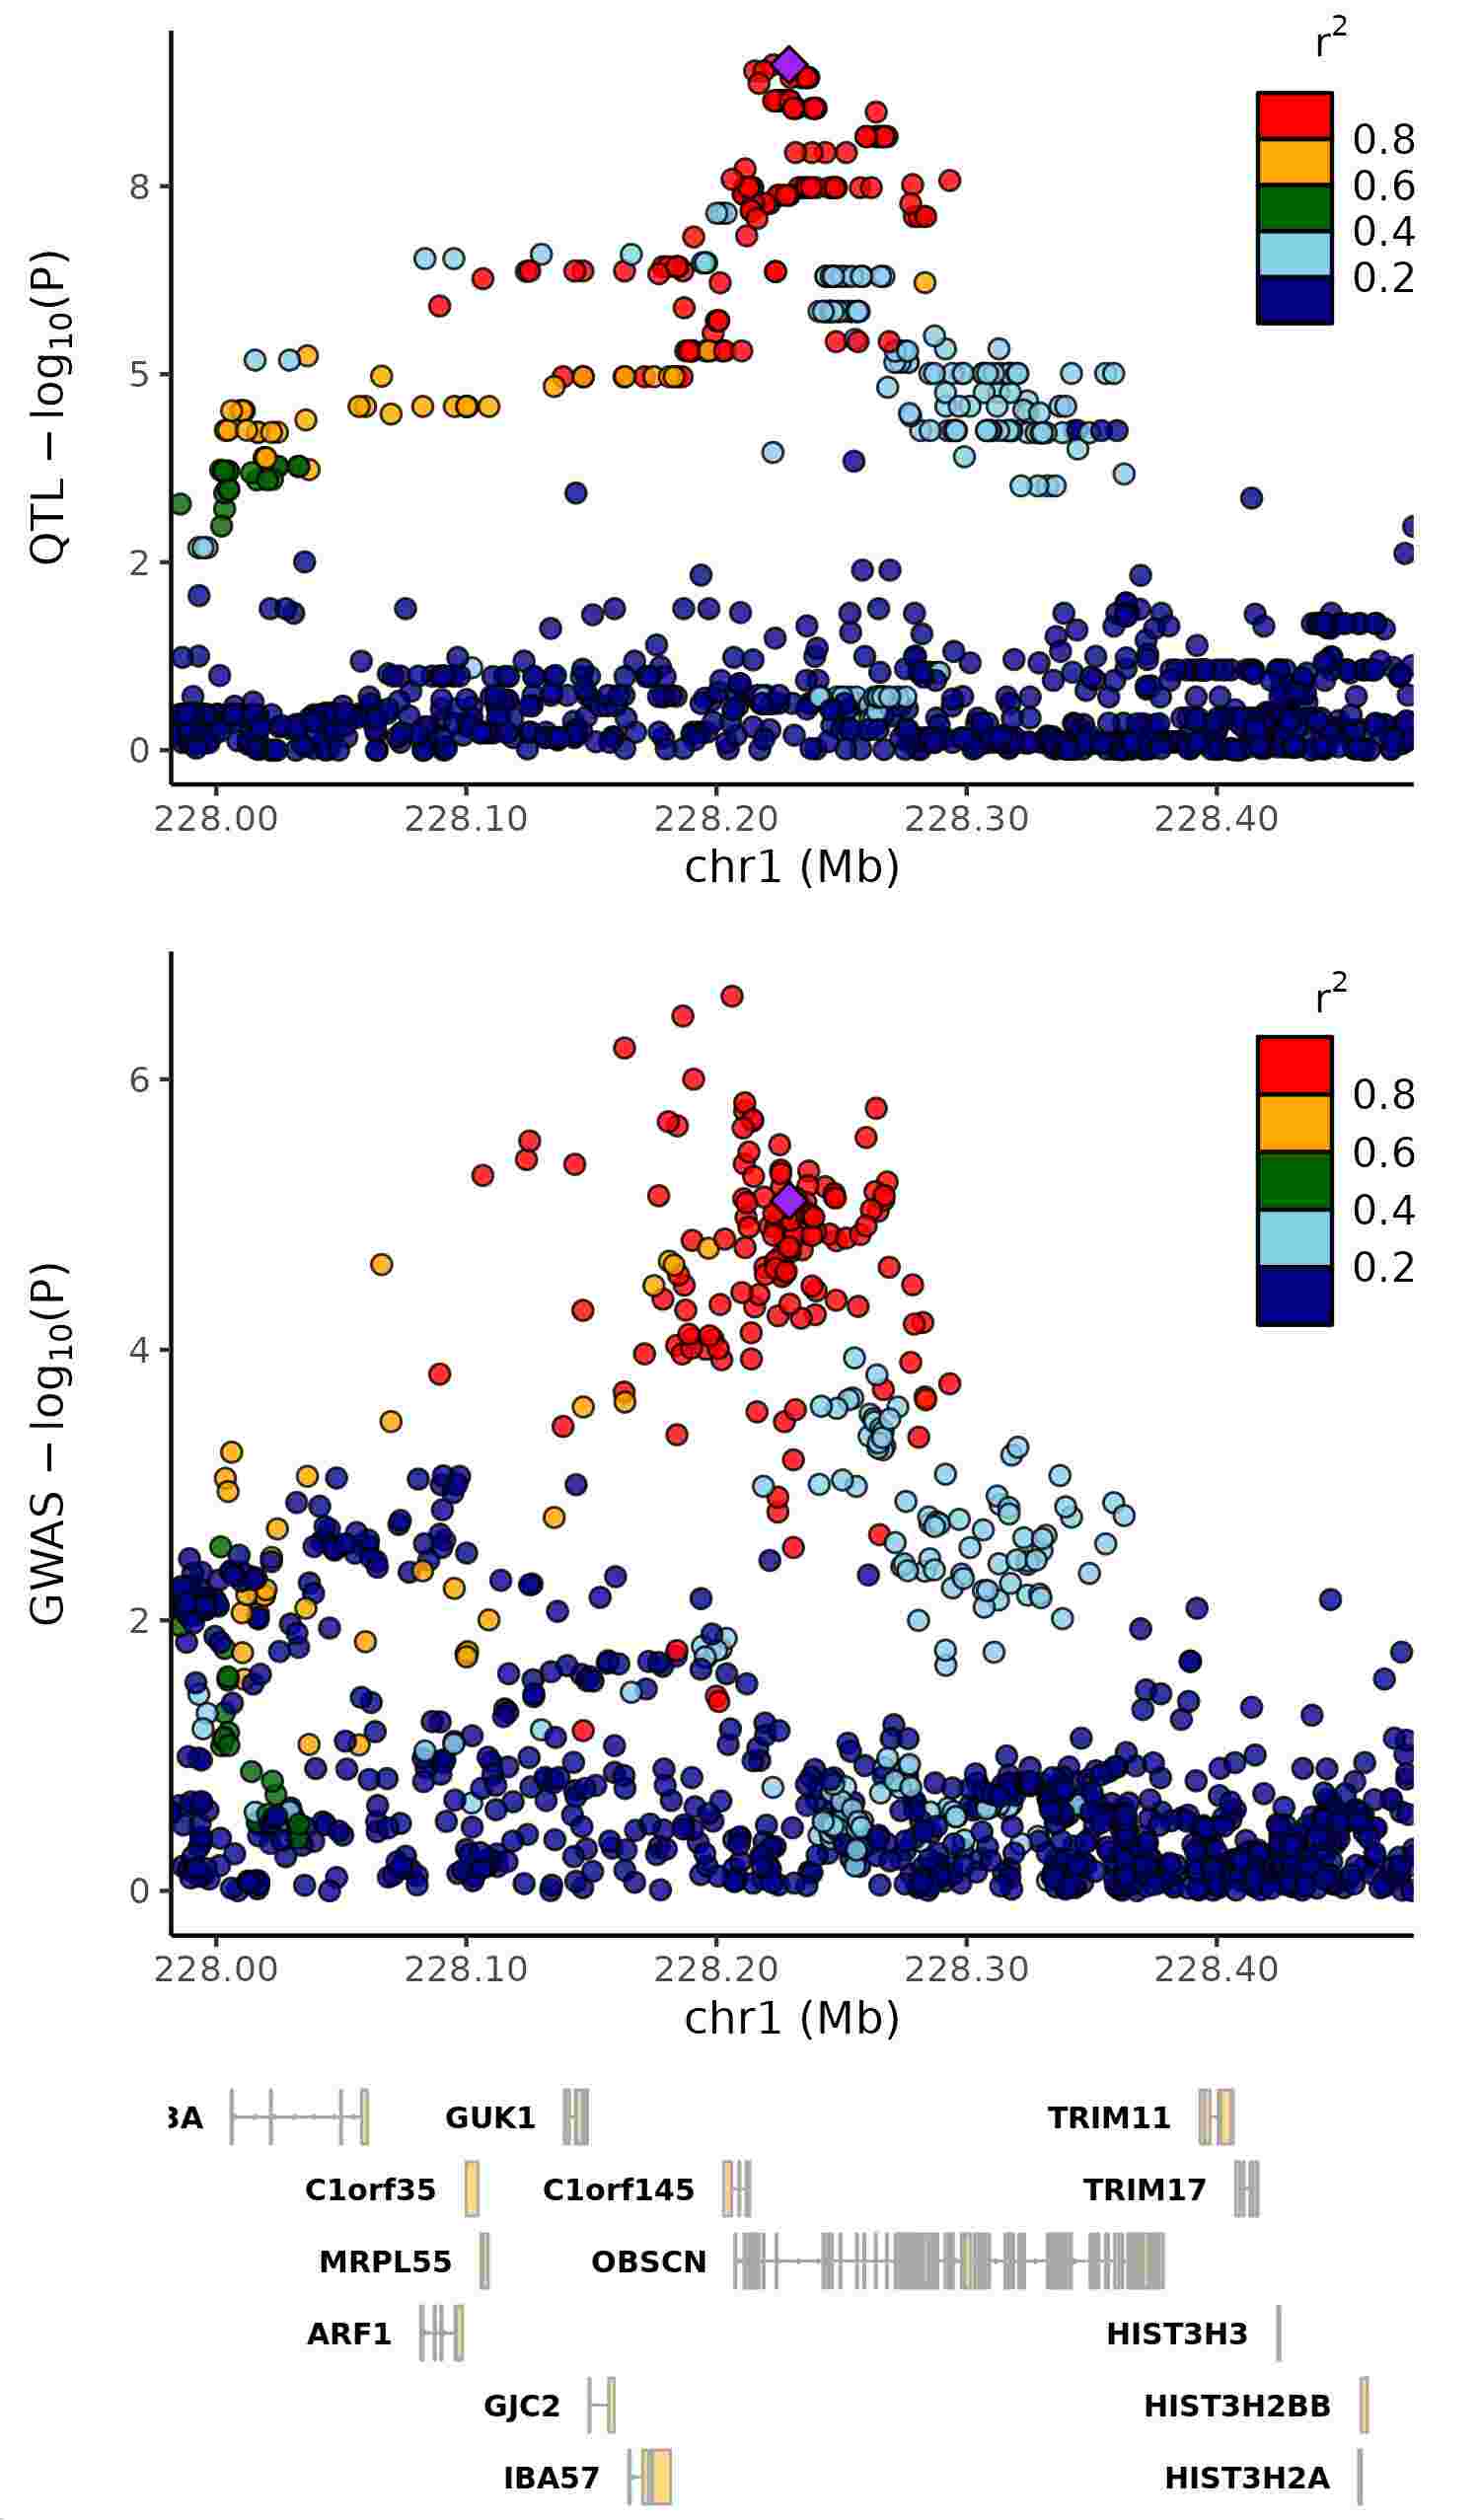 r2
0.8
0.6
0.4
0.2
8
5
2
0
QTL −log10(P)
228.00 228.10 228.20 228.30 228.40
chr1 (Mb)
r2
0.8
0.6
0.4
0.2
6
4
2
0
GWAS −log10(P)
228.00 228.10 228.20 228.30 228.40
chr1 (Mb)
GUK1 TRIM11
C1orf35 C1orf145 TRIM17
MRPL55 OBSCN
ARF1 HIST3H3
GJC2 HIST3H2BB
IBA57 HIST3H2A